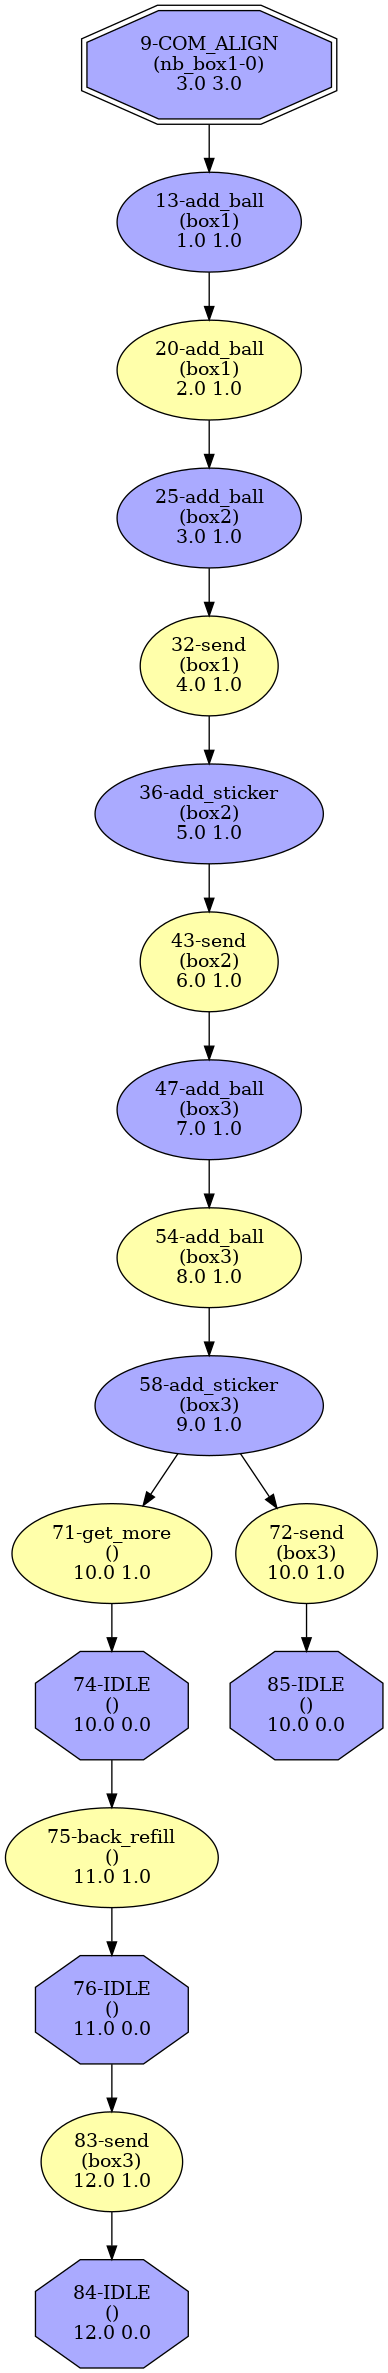 9-COM_ALIGN
(nb_box1-0)
3.0 3.0
13-add_ball
(box1)
1.0 1.0
20-add_ball
(box1)
2.0 1.0
25-add_ball
(box2)
3.0 1.0
32-send
(box1)
4.0 1.0
36-add_sticker
(box2)
5.0 1.0
43-send
(box2)
6.0 1.0
47-add_ball
(box3)
7.0 1.0
54-add_ball
(box3)
8.0 1.0
58-add_sticker
(box3)
9.0 1.0
71-get_more
()
10.0 1.0
72-send
(box3)
10.0 1.0
74-IDLE
()
10.0 0.0
85-IDLE
()
10.0 0.0
75-back_refill
()
11.0 1.0
76-IDLE
()
11.0 0.0
83-send
(box3)
12.0 1.0
84-IDLE
()
12.0 0.0